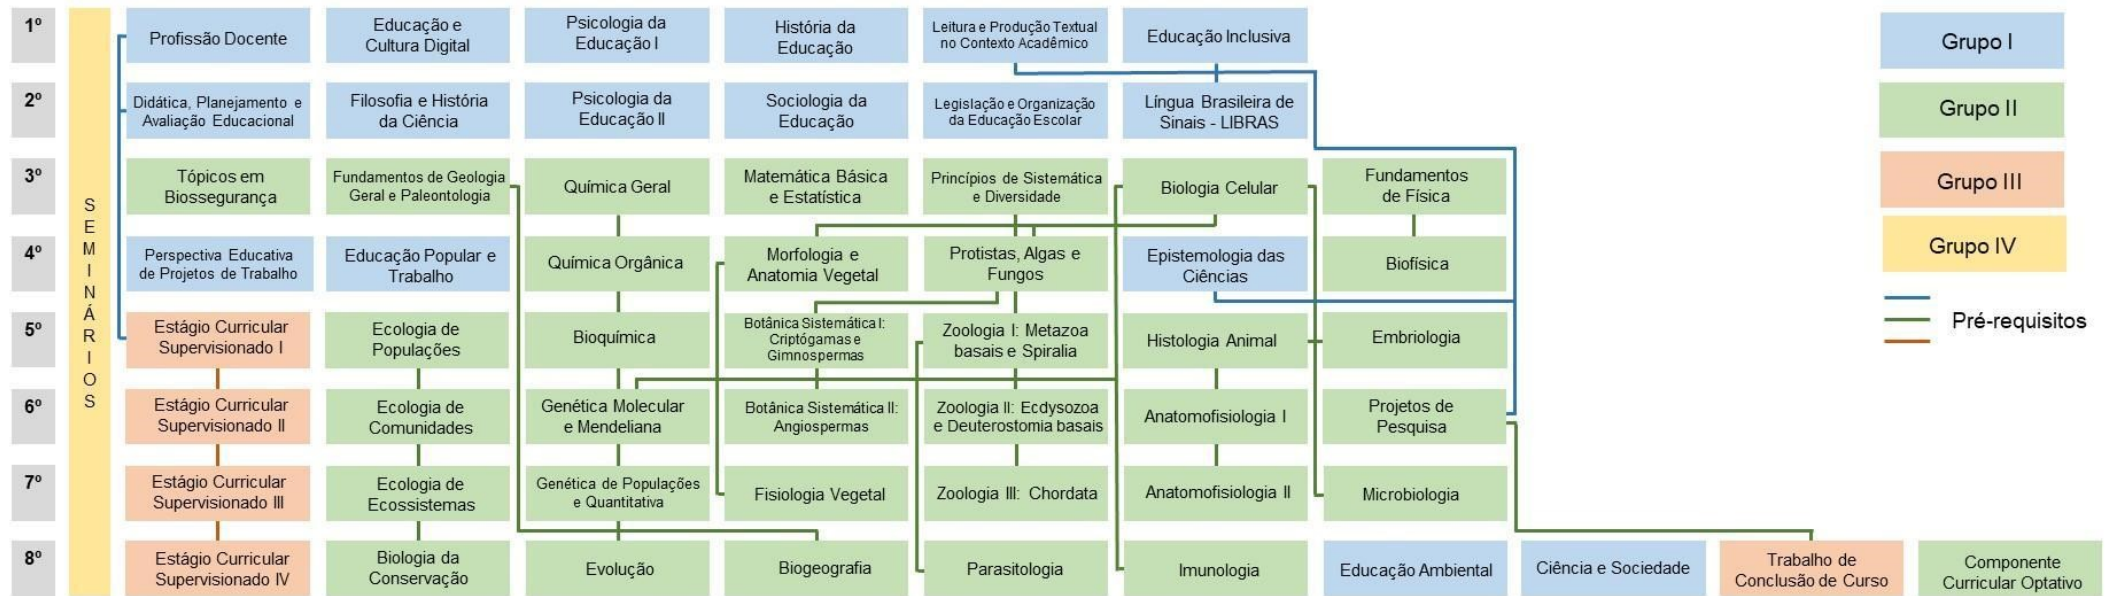 1º
Profissão Docente
Educação e
Cultura Digital
Psicologia da
Educação I
História da
Educação
Leitura e Produção Textual
no Contexto Acadêmico
Educação Inclusiva
2º
Didática, Planejamento e
Avaliação Educacional
Filosofia e História
da Ciência
Psicologia da
Educação II
Sociologia da
Educação
Legislação e Organização
da Educação Escolar
Língua Brasileira de
Sinais - LIBRAS
3º
Tópicos em
Biossegurança
Fundamentos de Geologia
Geral e Paleontologia
Química Geral
Matemática Básica
e Estatística
Princípios de Sistemática
e Diversidade
Biologia Celular
Fundamentos
de Física
4º
Perspectiva Educativa
de Projetos de Trabalho
Educação Popular e
Trabalho
Química Orgânica
Morfologia e
Anatomia Vegetal
Protistas, Algas e
Fungos
Epistemologia das
Ciências
Biofísica
5º
Estágio Curricular
Supervisionado I
Ecologia de
Populações
Bioquímica
Botânica Sistemática I:
Criptógamas e
Gimnospermas
Zoologia I: Metazoa
basais e Spiralia
Histologia Animal
Embriologia
6º
Estágio Curricular
Supervisionado II
Ecologia de
Comunidades
Genética Molecular
e Mendeliana
Botânica Sistemática II:
Angiospermas
Zoologia II: Ecdysozoa
e Deuterostomia basais
Anatomofisiologia I
Projetos de
Pesquisa
7º
Estágio Curricular
Supervisionado III
Ecologia de
Ecossistemas
Genética de Populações
e Quantitativa
Fisiologia Vegetal
Zoologia III: Chordata
Anatomofisiologia II
Microbiologia
8º
Estágio Curricular
Supervisionado IV
Biologia da
Conservação
Evolução
Biogeografia
Parasitologia
Imunologia
Educação Ambiental
Ciência e Sociedade
Trabalho de
Conclusão de Curso
Componente
Curricular Optativo
SEMINÁRIOS
Grupo I
Grupo II
Grupo III
Grupo IV
Pré-requisitos